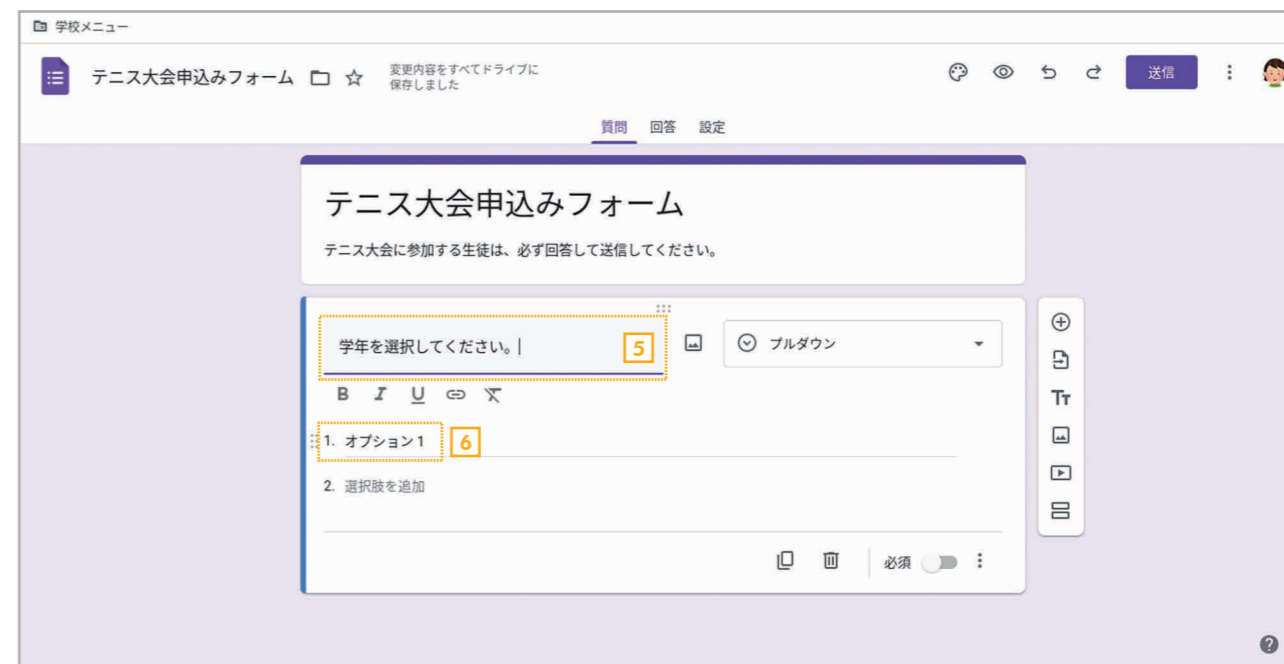 学校メニュー
テニス大会申込みフォーム
変更内容をすべてドライブに
保存しました
送信
質問 回答 設定
テニス大会申込みフォーム
テニス大会に参加する生徒は、必ず回答して送信してください。
学年を選択してください。
5
プルダウン
B I U
Tт
1. オプション 1
6
2. 選択肢を追加
必須